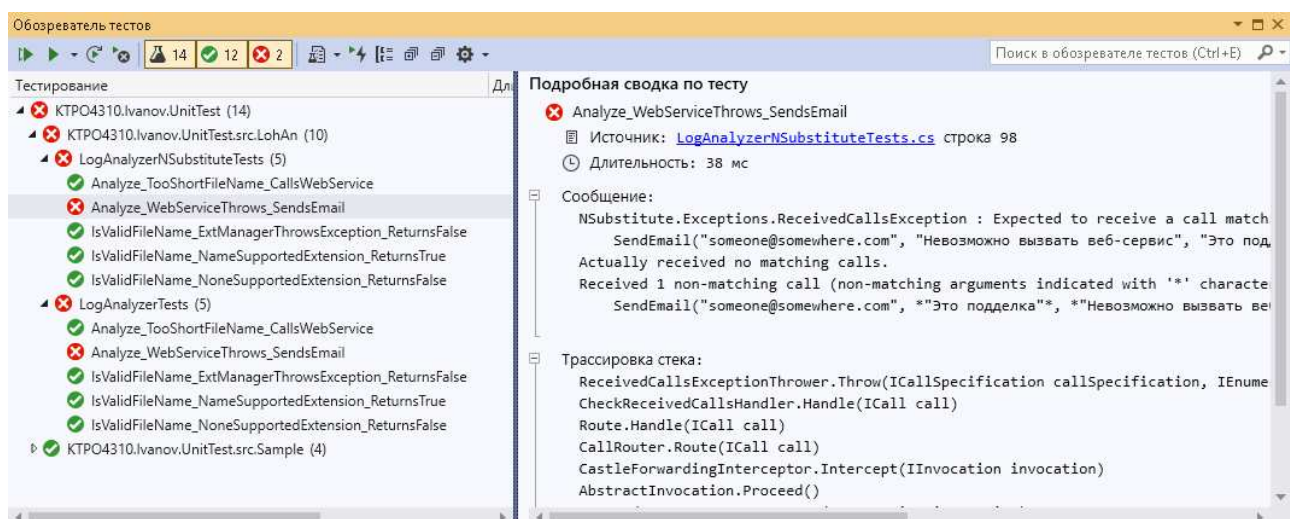 Обозреватель тестов
14 12 2
Поиск в обозревателе тестов (Ctrl+E)
Тестирование
KTPO4310.Ivanov.UnitTest (14)
KTPO4310.Ivanov.UnitTest.src.LohAn (10)
LogAnalyzerNSubstituteTests (5)
Analyze_TooShortFileName_CallsWebService
Analyze_WebServiceThrows_SendsEmail
IsValidFileName_ExtManagerThrowsException_ReturnsFalse
IsValidFileName_NameSupportedExtension_ReturnsTrue
IsValidFileName_NoneSupportedExtension_ReturnsFalse
LogAnalyzerTests (5)
Analyze_TooShortFileName_CallsWebService
Analyze_WebServiceThrows_SendsEmail
IsValidFileName_ExtManagerThrowsException_ReturnsFalse
IsValidFileName_NameSupportedExtension_ReturnsTrue
IsValidFileName_NoneSupportedExtension_ReturnsFalse
KTPO4310.Ivanov.UnitTest.src.Sample (4)
Подробная сводка по тесту
Analyze_WebServiceThrows_SendsEmail
Источник: LogAnalyzerNSubstituteTests.cs строка 98
Длительность: 38 мс
Сообщение:
NSubstitute.Exceptions.ReceivedCallsException : Expected to receive a call match
SendEmail("someone@somewhere.com", "Невозможно вызвать веб-сервис", "Это под
Actually received no matching calls.
Received 1 non-matching call (non-matching arguments indicated with '*' characte
SendEmail("someone@somewhere.com", *"Это подделка"*, *"Невозможно вызвать ве
Трассировка стека:
ReceivedCallsExceptionThrower.Throw(ICallSpecification callSpecification, IEnume
CheckReceivedCallsHandler.Handle(ICall call)
Route.Handle(ICall call)
CallRouter.Route(ICall call)
CastleForwardingInterceptor.Intercept(IInvocation invocation)
AbstractInvocation.Proceed()